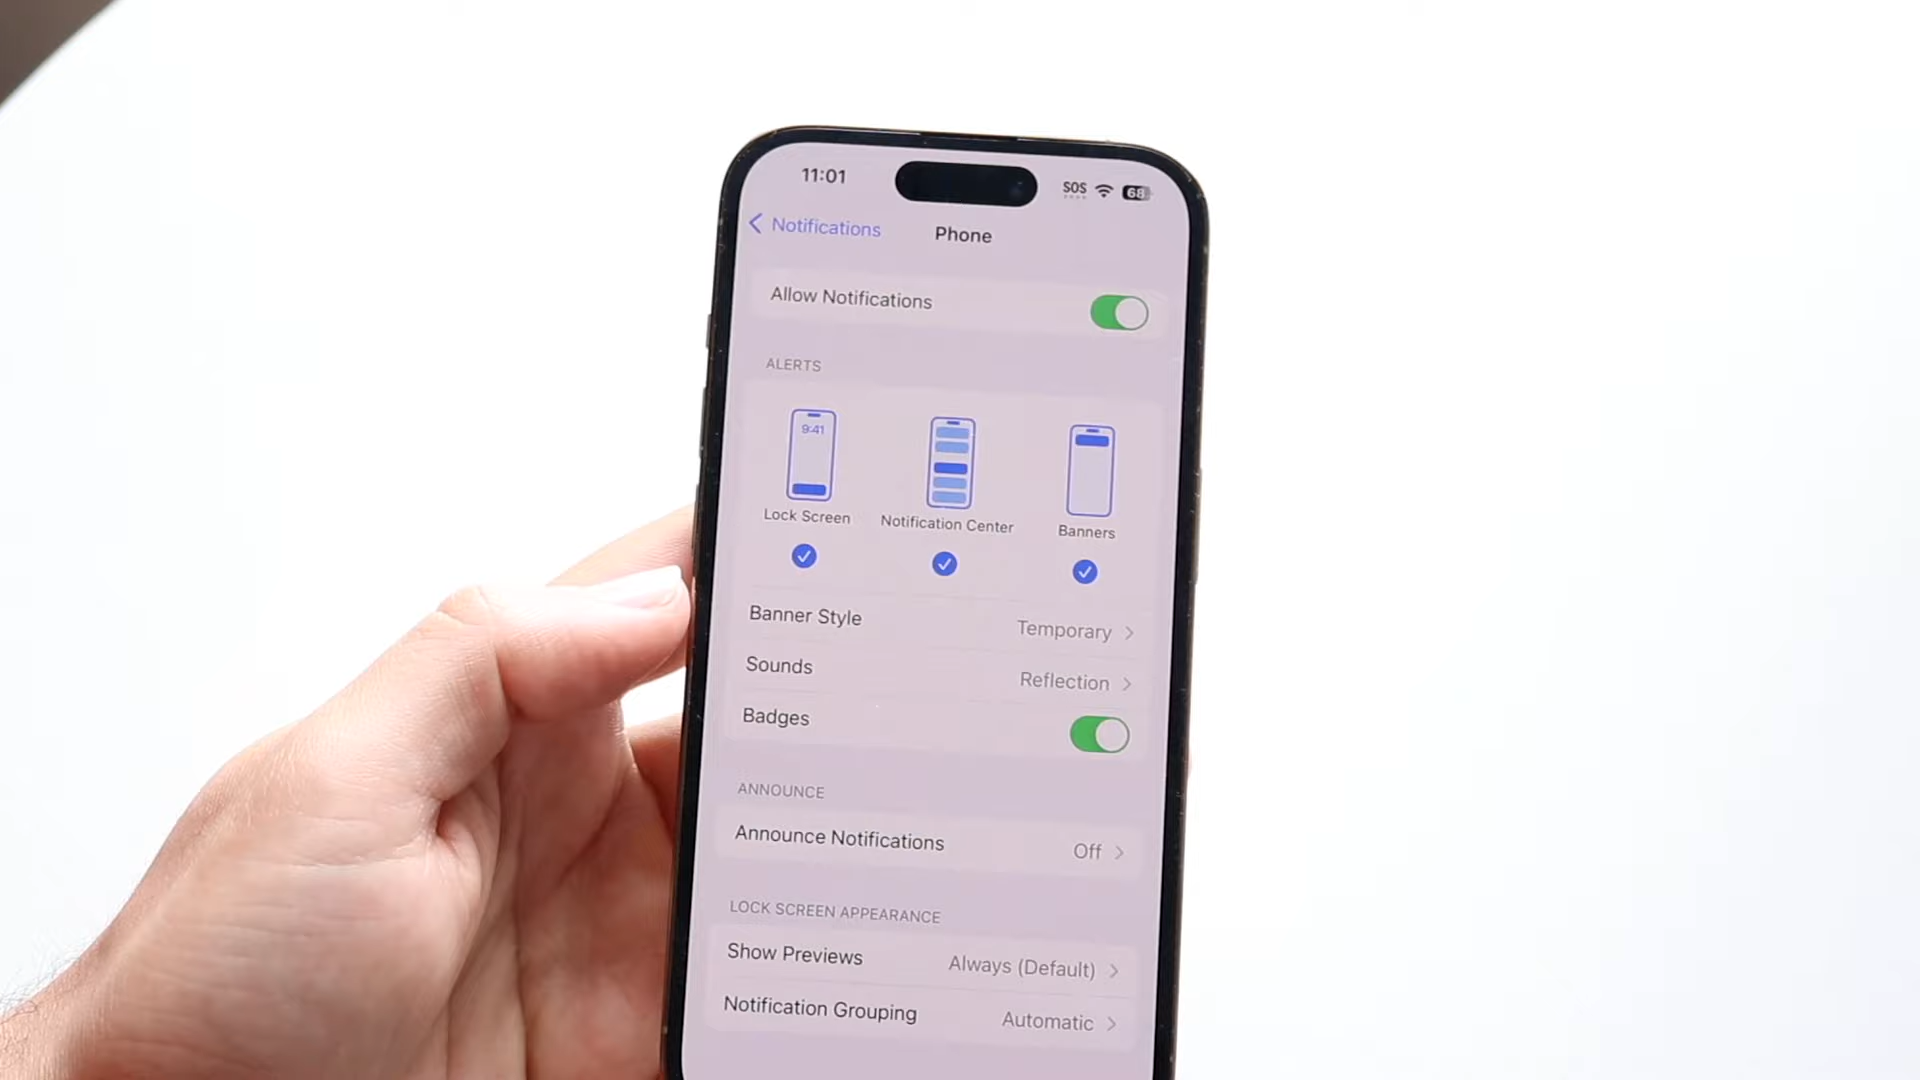 11:01 SOS 68
Notifications Phone
Allow Notifications
ALERTS
9:41
Lock Screen Notification Center Banners
Banner Style Temporary
Sounds Reflection
Badges
ANNOUNCE
Announce Notifications Off
LOCK SCREEN APPEARANCE
Show Previews Always (Default)
Notification Grouping Automatic